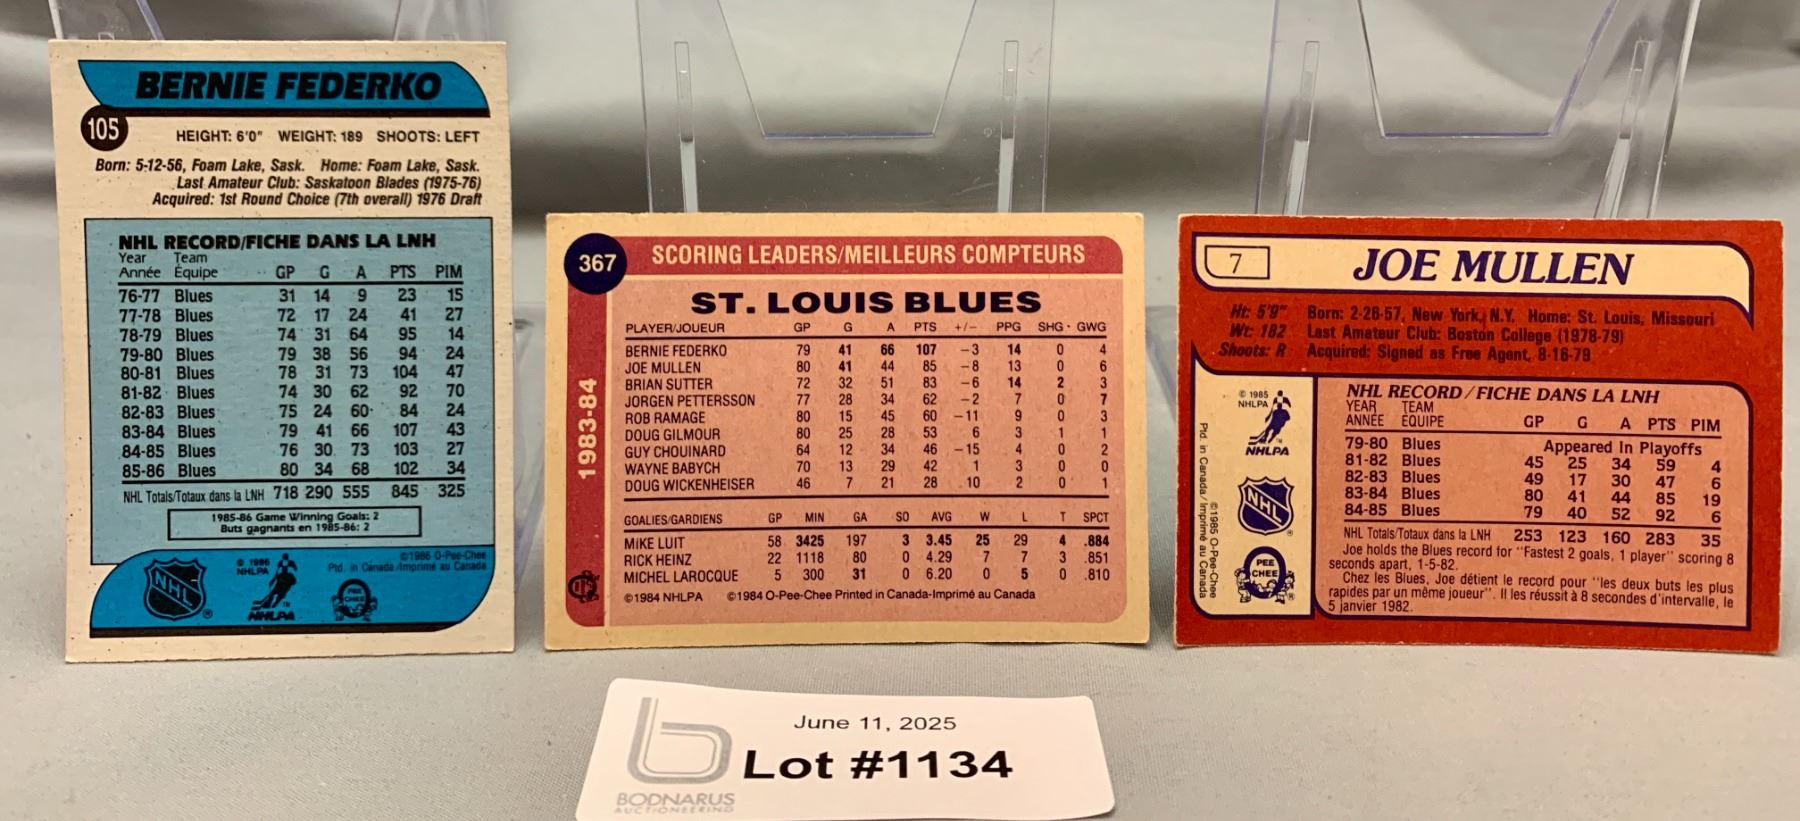 BERNIE FEDERKO
105
HEIGHT: 6'0" WEIGHT: 189 SHOOTS: LEFT
Born: 5-12-56, Foam Lake, Sask. Home: Foam Lake, Sask.
Last Amateur Club: Saskatoon Blades (1975-76)
Acquired: 1st Round Choice (7th overall) 1976 Draft
NHL RECORD/FICHE DANS LA LNH
Year Team
Année Équipe GP G A PTS PIM
76-77 Blues 31 14 9 23 15
77-78 Blues 72 17 24 41 27
78-79 Blues 74 31 64 95 14
79-80 Blues 79 38 56 94 24
80-81 Blues 78 31 73 104 47
81-82 Blues 74 30 62 92 70
82-83 Blues 75 24 60 84 24
83-84 Blues 79 41 66 107 43
84-85 Blues 76 30 73 103 27
85-86 Blues 80 34 68 102 34
NHL Totals/Totaux dans la LNH 718 290 555 845 325
1985-86 Game Winning Goals: 2
Buts gagnants en 1985-86: 2
©1986 O-Pee-Chee
Ptd. in Canada/Imprimé au Canada
© 1986
NHLPA
NHL
NHLPA
O PEE CHEE
367
SCORING LEADERS/MEILLEURS COMPTEURS
1983-84
ST. LOUIS BLUES
PLAYER/JOUEUR GP G A PTS +/- PPG SHG GWG
BERNIE FEDERKO 79 41 66 107 -3 14 0 4
JOE MULLEN 80 41 44 85 -8 13 0 6
BRIAN SUTTER 72 32 51 83 -6 14 2 3
JORGEN PETTERSSON 77 28 34 62 -2 7 0 7
ROB RAMAGE 80 15 45 60 -11 9 0 3
DOUG GILMOUR 80 25 28 53 6 3 1 1
GUY CHOUINARD 64 12 34 46 -15 4 0 2
WAYNE BABYCH 70 13 29 42 1 3 0 0
DOUG WICKENHEISER 46 7 21 28 10 2 0 1
GOALIES/GARDIENS GP MIN GA SO AVG W L T SPCT
MIKE LUIT 58 3425 197 3 3.45 25 29 4 .884
RICK HEINZ 22 1118 80 0 4.29 7 7 3 .851
MICHEL LAROCQUE 5 300 31 0 6.20 0 5 0 .810
©1984 NHLPA ©1984 O-Pee-Chee Printed in Canada-Imprimé au Canada
7
JOE MULLEN
Ht: 5'9" Born: 2-26-57, New York, N.Y. Home: St. Louis, Missouri
Wt: 182 Last Amateur Club: Boston College (1978-79)
Shoots: R Acquired: Signed as Free Agent, 8-16-79
© 1985
NHLPA
NHLPA
NHL
O PEE CHEE
©1985 O-Pee-Chee
Ptd. in Canada/Imprimé au Canada
NHL RECORD/FICHE DANS LA LNH
YEAR TEAM
ANNÉE ÉQUIPE GP G A PTS PIM
79-80 Blues Appeared In Playoffs
81-82 Blues 45 25 34 59 4
82-83 Blues 49 17 30 47 6
83-84 Blues 80 41 44 85 19
84-85 Blues 79 40 52 92 6
NHL Totals/Totaux dans la LNH 253 123 160 283 35
Joe holds the Blues record for "Fastest 2 goals, 1 player" scoring 8
seconds apart, 1-5-82.
Chez les Blues, Joe détient le record pour "les deux buts les plus
rapides par un même joueur". Il les réussit à 8 secondes d'intervalle, le
5 janvier 1982.
June 11, 2025
Lot #1134
BODNARUS
AUCTIONEERING